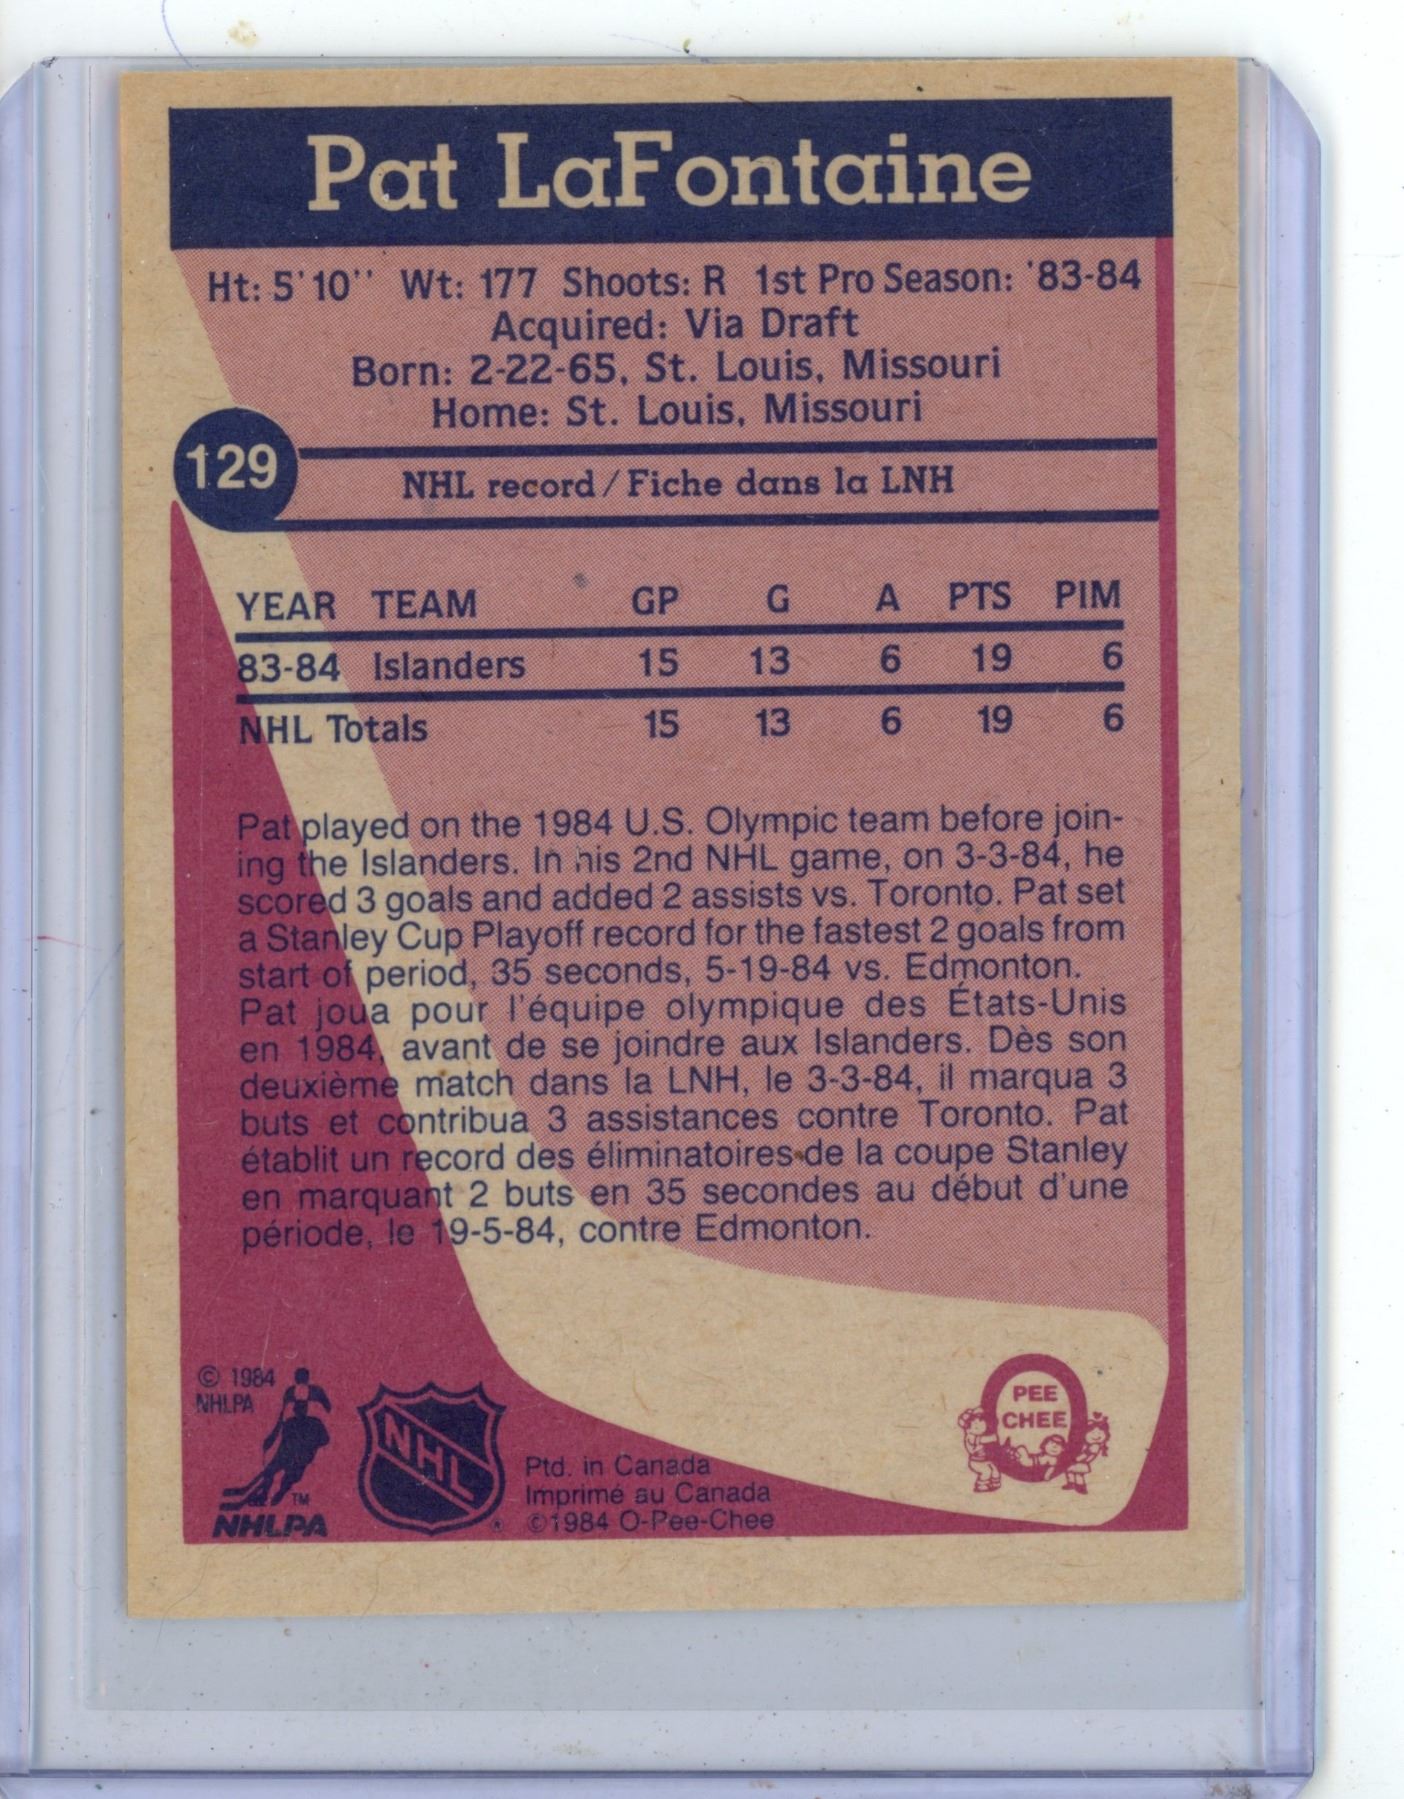 Pat LaFontaine
Ht: 5'10'' Wt: 177 Shoots: R 1st Pro Season: '83-84
Acquired: Via Draft
Born: 2-22-65, St. Louis, Missouri
Home: St. Louis, Missouri
129
NHL record / Fiche dans la LNH
YEAR TEAM GP G A PTS PIM
83-84 Islanders 15 13 6 19 6
NHL Totals 15 13 6 19 6
Pat played on the 1984 U.S. Olympic team before join-
ing the Islanders. In his 2nd NHL game, on 3-3-84, he
scored 3 goals and added 2 assists vs. Toronto. Pat set
a Stanley Cup Playoff record for the fastest 2 goals from
start of period, 35 seconds, 5-19-84 vs. Edmonton.
Pat joua pour l'équipe olympique des États-Unis
en 1984, avant de se joindre aux Islanders. Dès son
deuxième match dans la LNH, le 3-3-84, il marqua 3
buts et contribua 3 assistances contre Toronto. Pat
établit un record des éliminatoires de la coupe Stanley
en marquant 2 buts en 35 secondes au début d'une
période, le 19-5-84, contre Edmonton.
© 1984
NHLPA
TM
NHLPA
NHL
Ptd. in Canada
Imprimé au Canada
©1984 O-Pee-Chee
PEE
CHEE